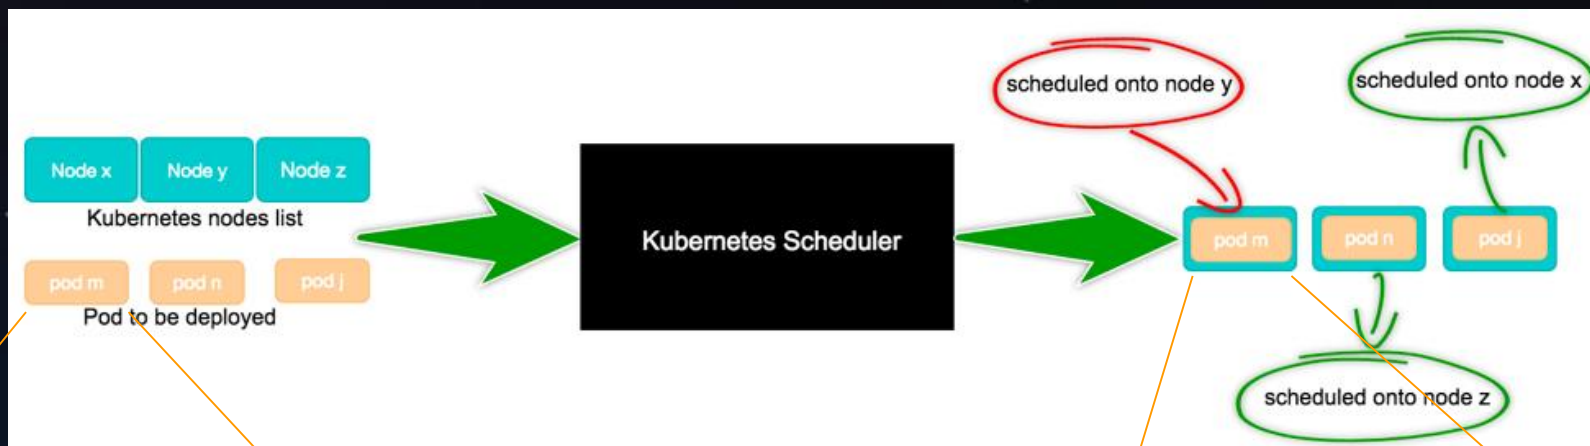 scheduled onto node y
scheduled onto node x
Node x
Node y
Node z
Kubernetes nodes list
Kubernetes Scheduler
pod m
pod n
pod j
pod m
pod n
pod j
Pod to be deployed
scheduled onto node z